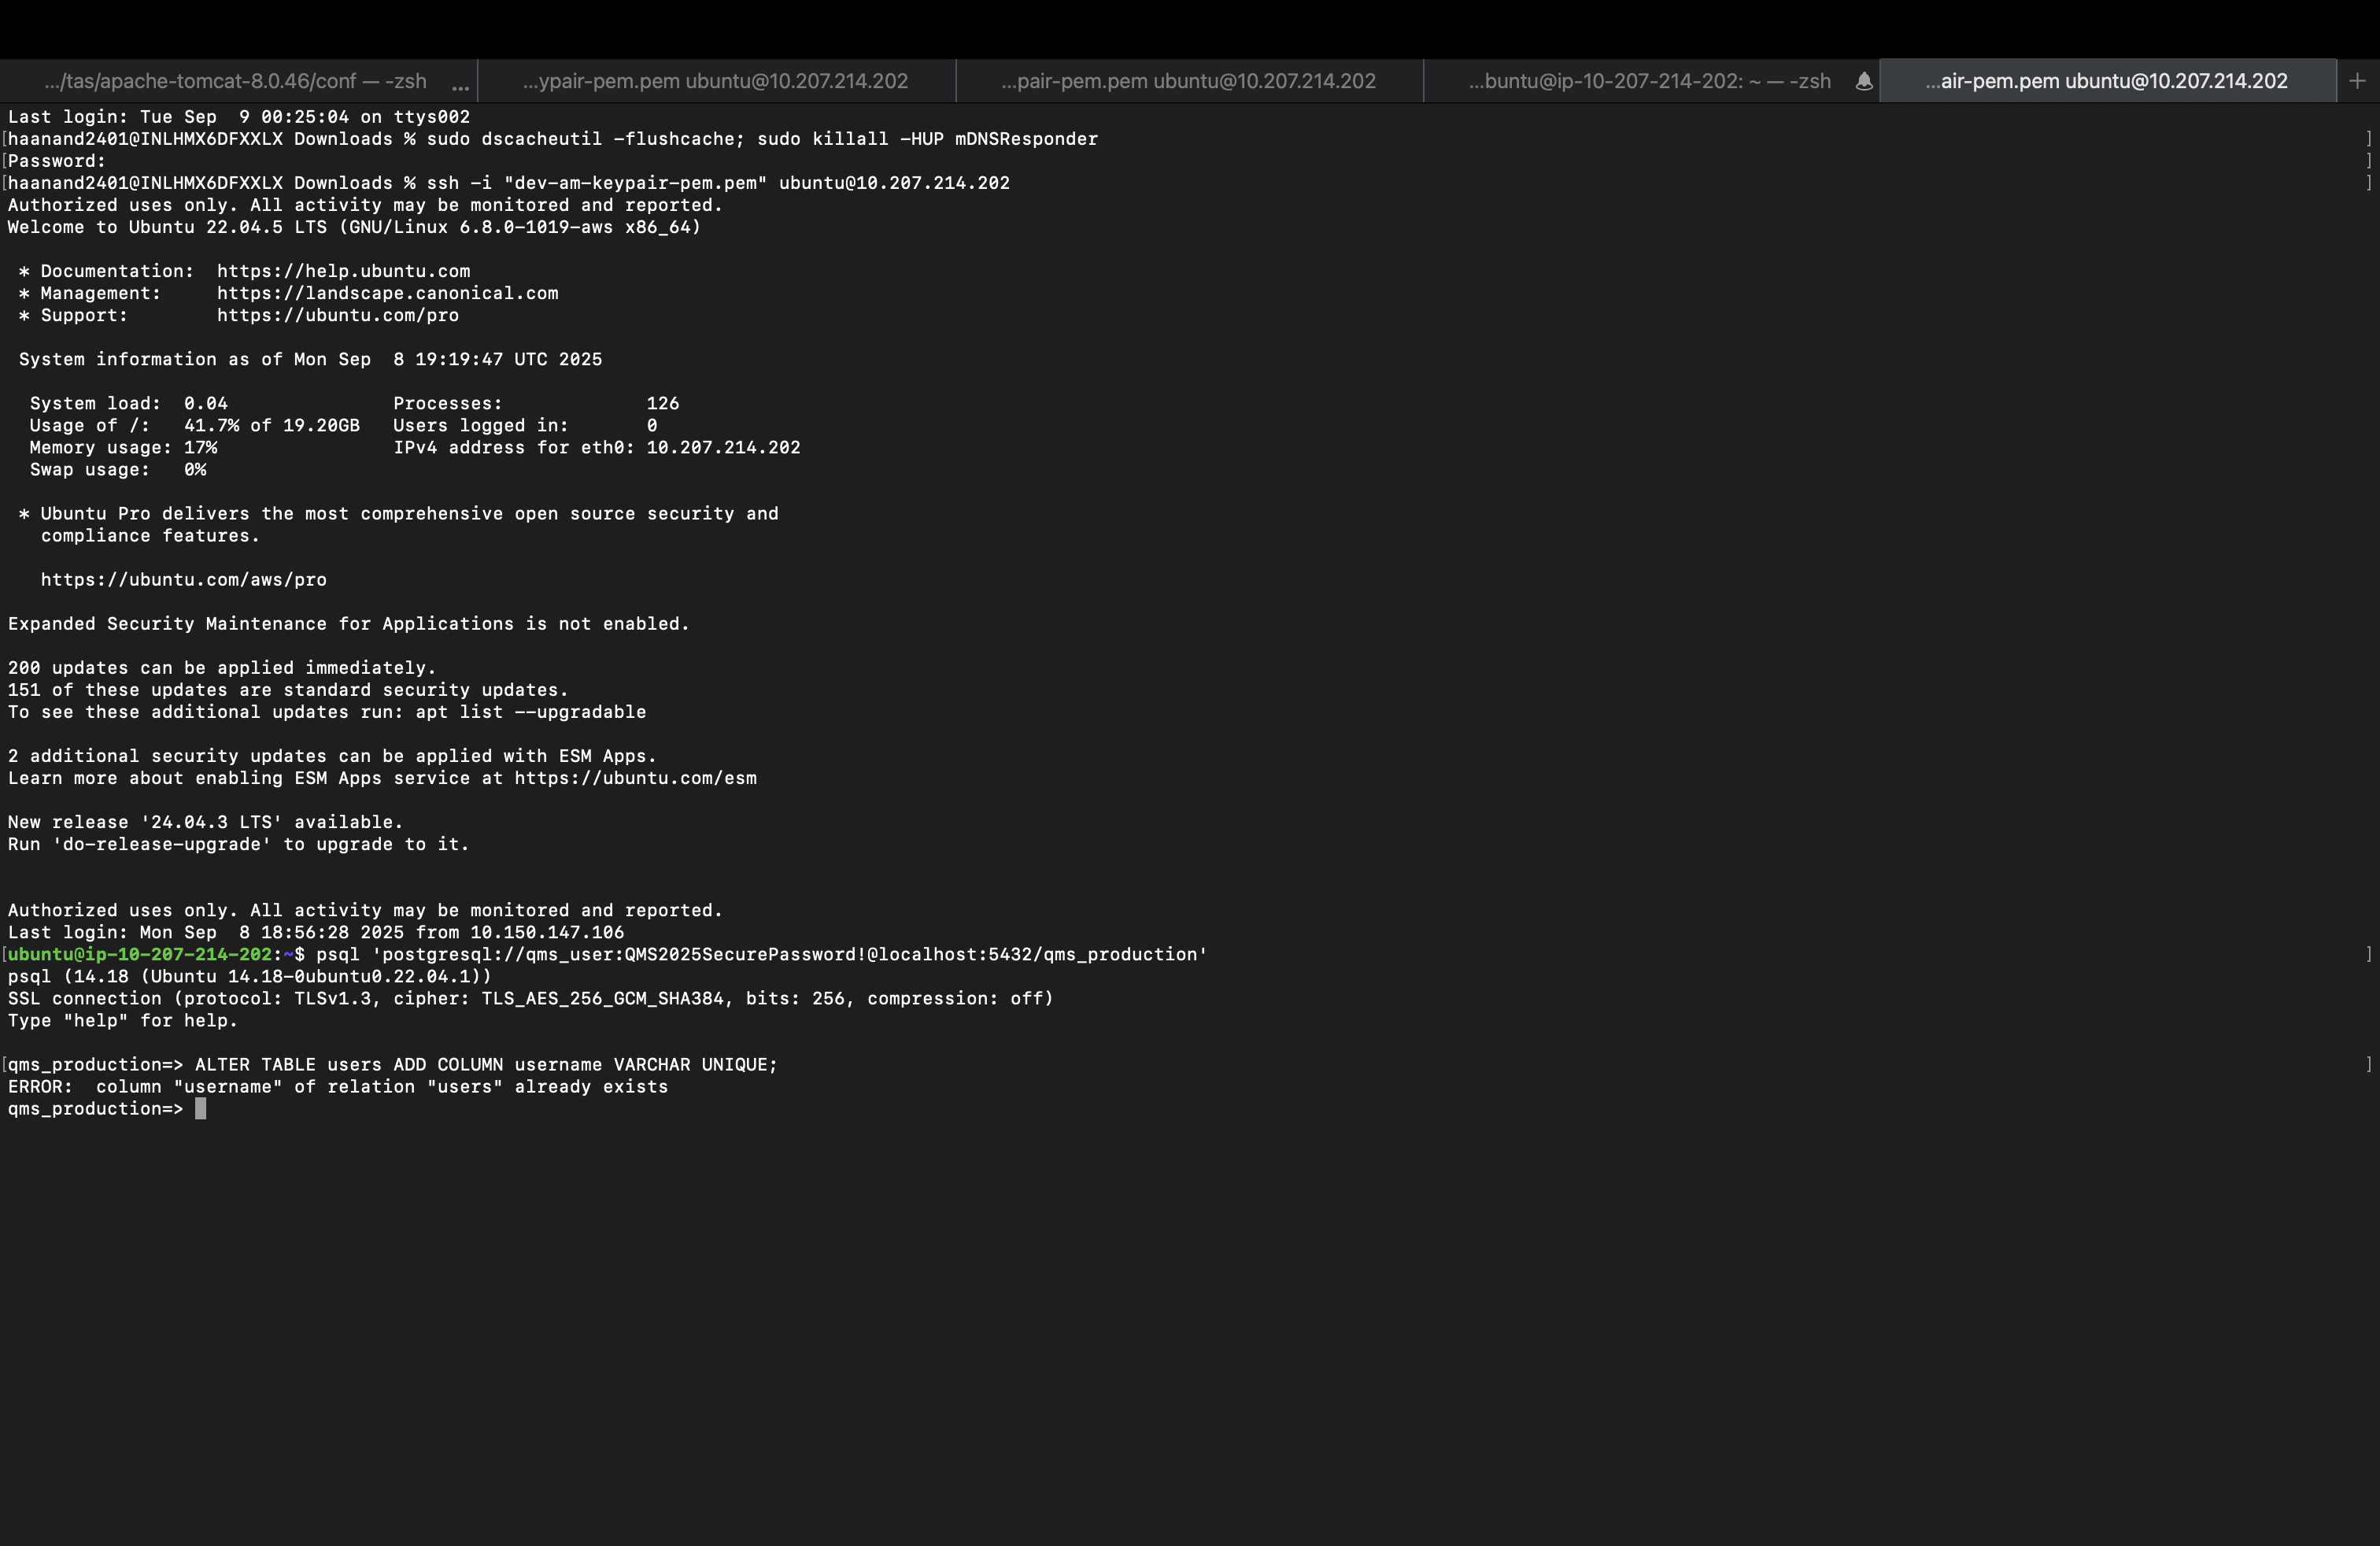 .../tas/apache-tomcat-8.0.46/conf — -zsh ... ...ypair-pem.pem ubuntu@10.207.214.202 ...pair-pem.pem ubuntu@10.207.214.202 ...buntu@ip-10-207-214-202: ~ — -zsh ...air-pem.pem ubuntu@10.207.214.202 +
Last login: Tue Sep  9 00:25:04 on ttys002
[haanand2401@INLHMX6DFXXLX Downloads % sudo dscacheutil -flushcache; sudo killall -HUP mDNSResponder ]
[Password: ]
[haanand2401@INLHMX6DFXXLX Downloads % ssh -i "dev-am-keypair-pem.pem" ubuntu@10.207.214.202 ]
Authorized uses only. All activity may be monitored and reported.
Welcome to Ubuntu 22.04.5 LTS (GNU/Linux 6.8.0-1019-aws x86_64)
* Documentation:  https://help.ubuntu.com
* Management:     https://landscape.canonical.com
* Support:        https://ubuntu.com/pro
System information as of Mon Sep  8 19:19:47 UTC 2025
System load:  0.04               Processes:             126
Usage of /:   41.7% of 19.20GB   Users logged in:       0
Memory usage: 17%                IPv4 address for eth0: 10.207.214.202
Swap usage:   0%
* Ubuntu Pro delivers the most comprehensive open source security and
compliance features.
https://ubuntu.com/aws/pro
Expanded Security Maintenance for Applications is not enabled.
200 updates can be applied immediately.
151 of these updates are standard security updates.
To see these additional updates run: apt list --upgradable
2 additional security updates can be applied with ESM Apps.
Learn more about enabling ESM Apps service at https://ubuntu.com/esm
New release '24.04.3 LTS' available.
Run 'do-release-upgrade' to upgrade to it.
Authorized uses only. All activity may be monitored and reported.
Last login: Mon Sep  8 18:56:28 2025 from 10.150.147.106
[ubuntu@ip-10-207-214-202:~$ psql 'postgresql://qms_user:QMS2025SecurePassword!@localhost:5432/qms_production' ]
psql (14.18 (Ubuntu 14.18-0ubuntu0.22.04.1))
SSL connection (protocol: TLSv1.3, cipher: TLS_AES_256_GCM_SHA384, bits: 256, compression: off)
Type "help" for help.
[qms_production=> ALTER TABLE users ADD COLUMN username VARCHAR UNIQUE; ]
ERROR:  column "username" of relation "users" already exists
qms_production=>